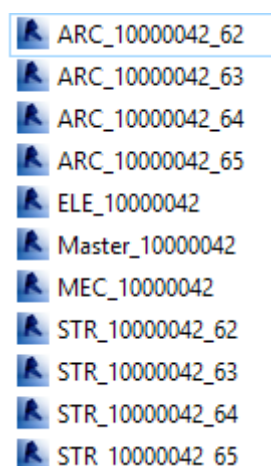 ARC_10000042_62
ARC_10000042_63
ARC_10000042_64
ARC_10000042_65
ELE_10000042
Master_10000042
MEC_10000042
STR_10000042_62
STR_10000042_63
STR_10000042_64
STR_10000042_65